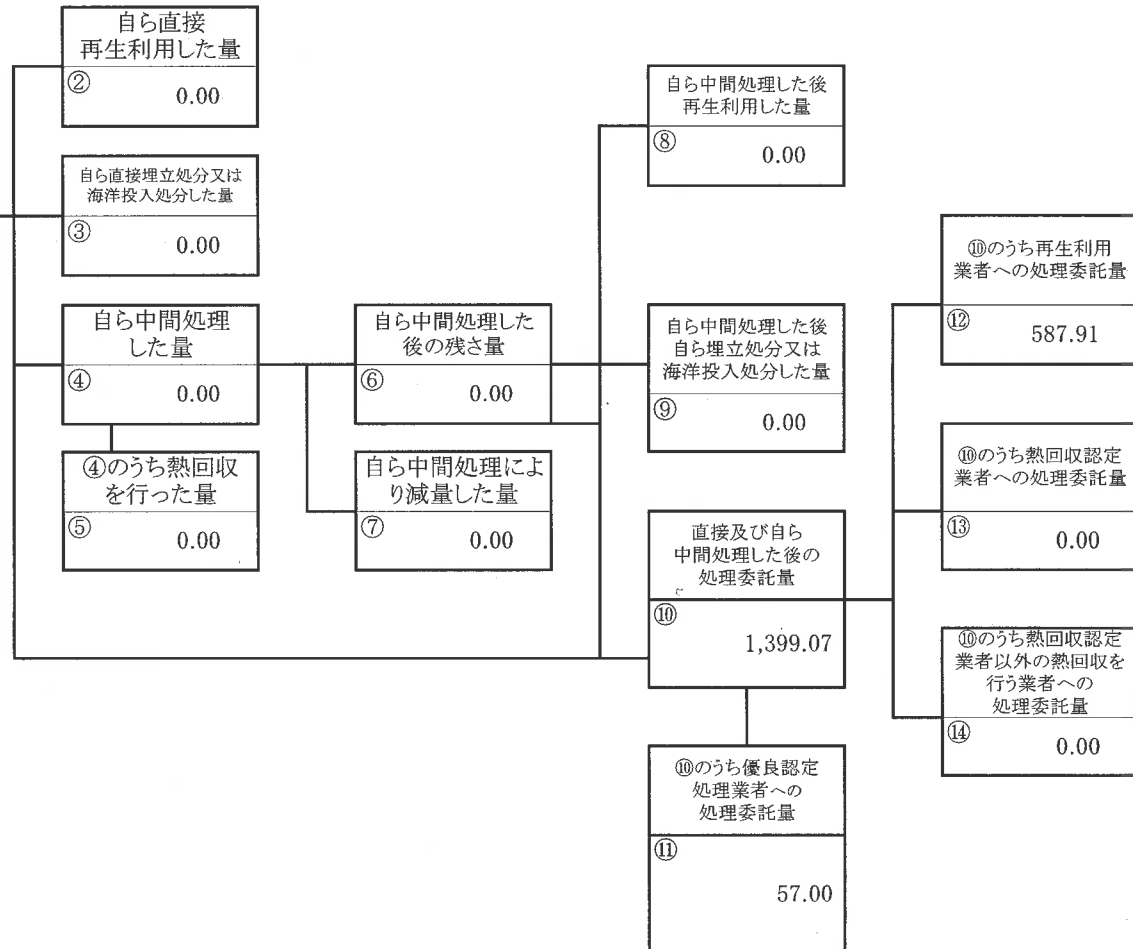 自ら直接
再生利用した量
②
0.00
自ら直接埋立処分又は
海洋投入処分した量
③
0.00
自ら中間処理
した量
④
0.00
④のうち熱回収
を行った量
⑤
0.00
自ら中間処理した
後の残さ量
⑥
0.00
自ら中間処理によ
り減量した量
⑦
0.00
自ら中間処理した後
再生利用した量
⑧
0.00
自ら中間処理した後
自ら埋立処分又は
海洋投入処分した量
⑨
0.00
直接及び自ら
中間処理した後の
処理委託量
⑩
1,399.07
⑩のうち優良認定
処理業者への
処理委託量
⑪
57.00
⑩のうち再生利用
業者への処理委託量
⑫
587.91
⑩のうち熱回収認定
業者への処理委託量
⑬
0.00
⑩のうち熱回収認定
業者以外の熱回収を
行う業者への
処理委託量
⑭
0.00